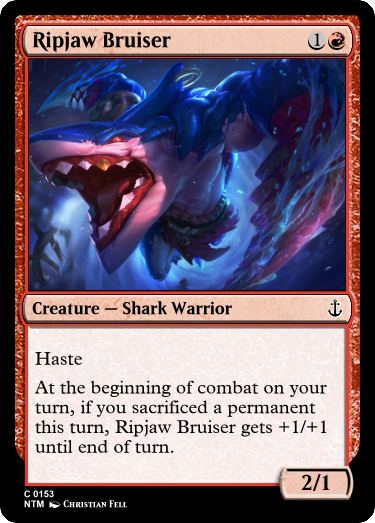 Ripjaw Bruiser 1
Creature — Shark Warrior
Haste
At the beginning of combat on your
turn, if you sacrificed a permanent
this turn, Ripjaw Bruiser gets +1/+1
until end of turn.
2/1
C 0153
NTM Christian Fell